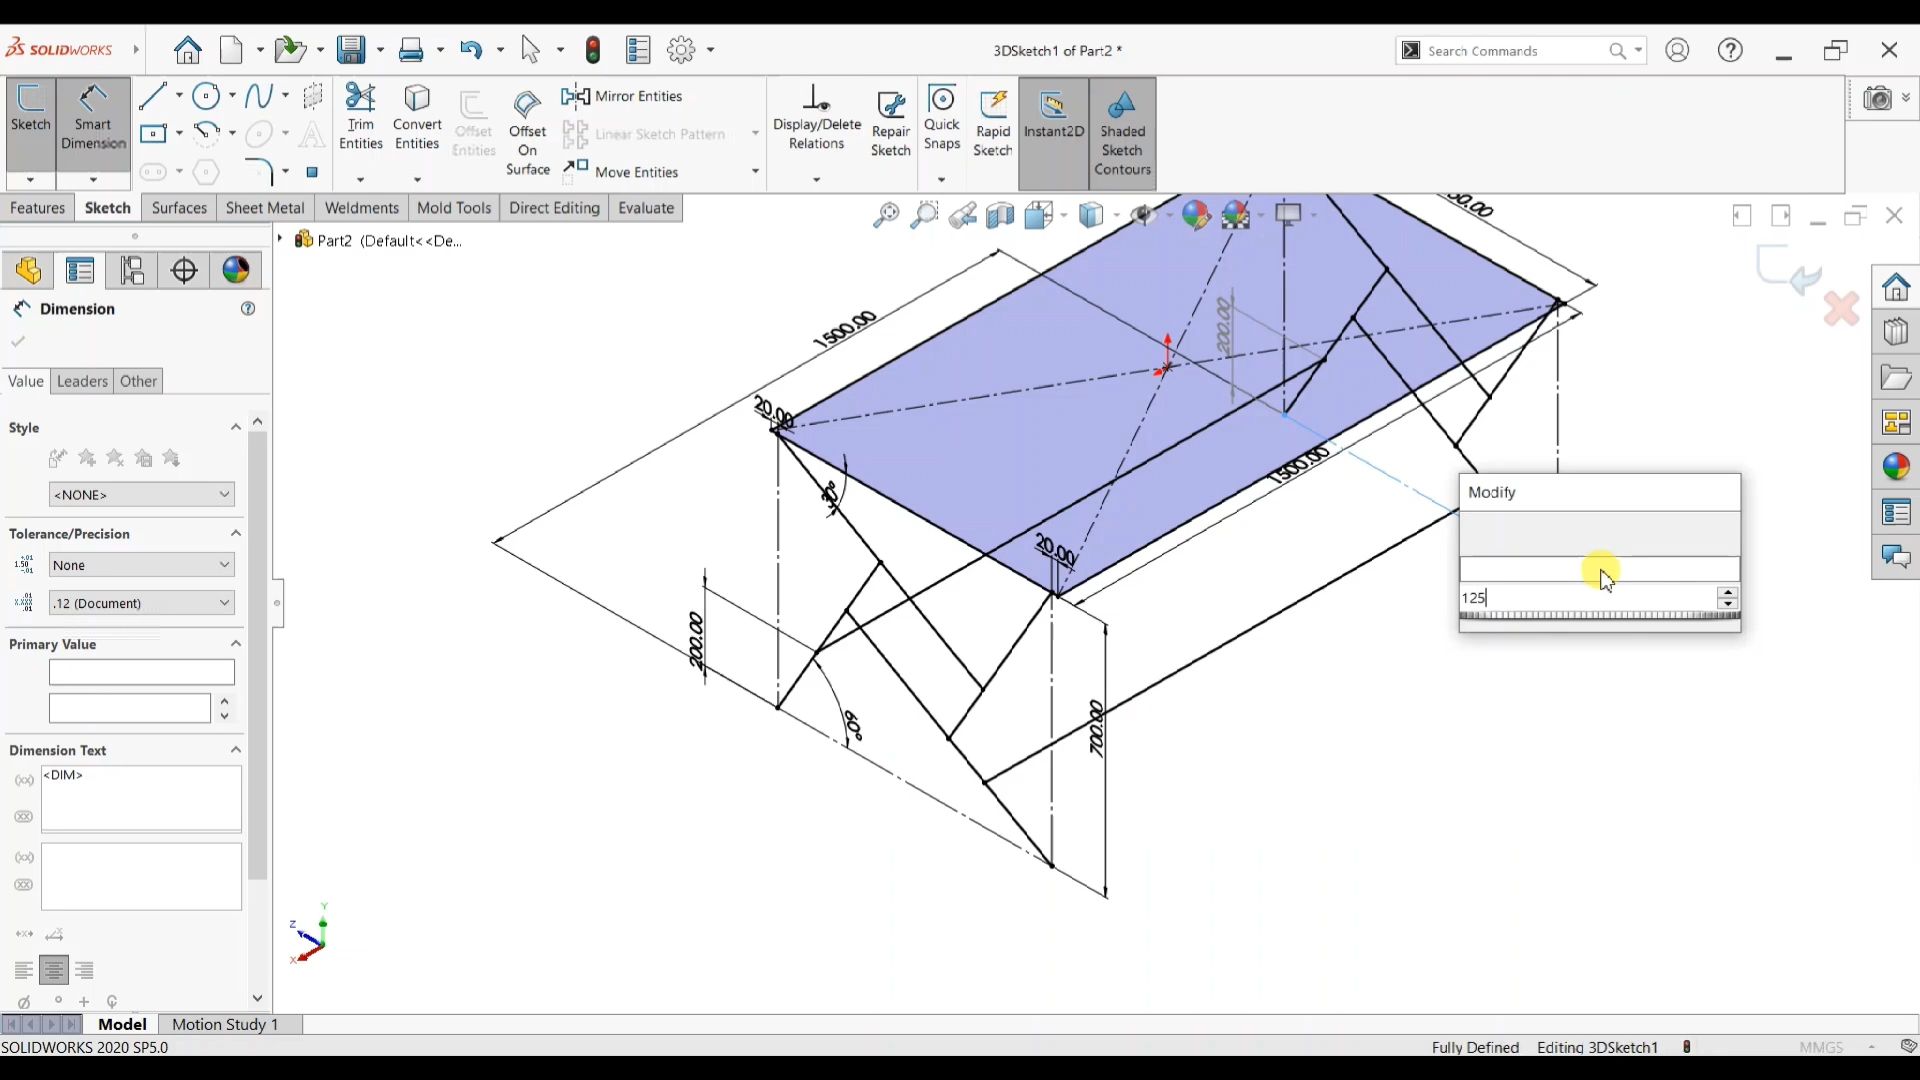 SOLIDWORKS
3DSketch1 of Part2 *
Search Commands
Sketch
Smart Dimension
Trim Entities
Convert Entities
Offset Entities
Offset On Surface
Mirror Entities
Linear Sketch Pattern
Move Entities
Display/Delete Relations
Repair Sketch
Quick Snaps
Rapid Sketch
Instant2D
Shaded Sketch Contours
Features
Sketch
Surfaces
Sheet Metal
Weldments
Mold Tools
Direct Editing
Evaluate
Part2 (Default<<De...
Dimension
Value
Leaders
Other
Style
<NONE>
Tolerance/Precision
None
.12 (Document)
Primary Value
Dimension Text
<DIM>
1500.00
20.00
30°
200.00
200.00
1500.00
20.00
60°
700.00
Modify
125
Y
Z
X
Model
Motion Study 1
SOLIDWORKS 2020 SP5.0
Fully Defined
Editing 3DSketch1
MMGS